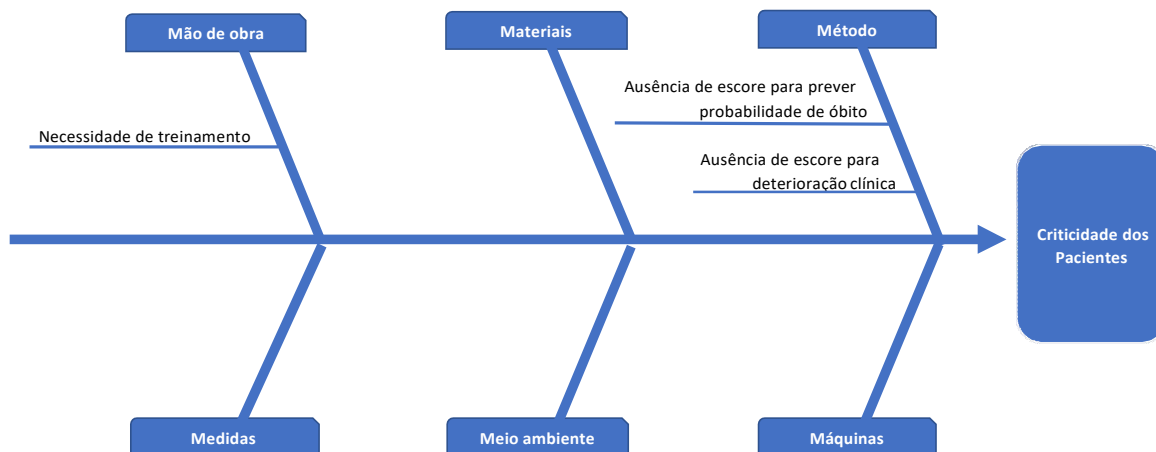 Mão de obra
Materiais
Método
Ausência de escore para prever
probabilidade de óbito
Necessidade de treinamento
Ausência de escore para
deterioração clínica
Criticidade dos
Pacientes
Medidas
Meio ambiente
Máquinas